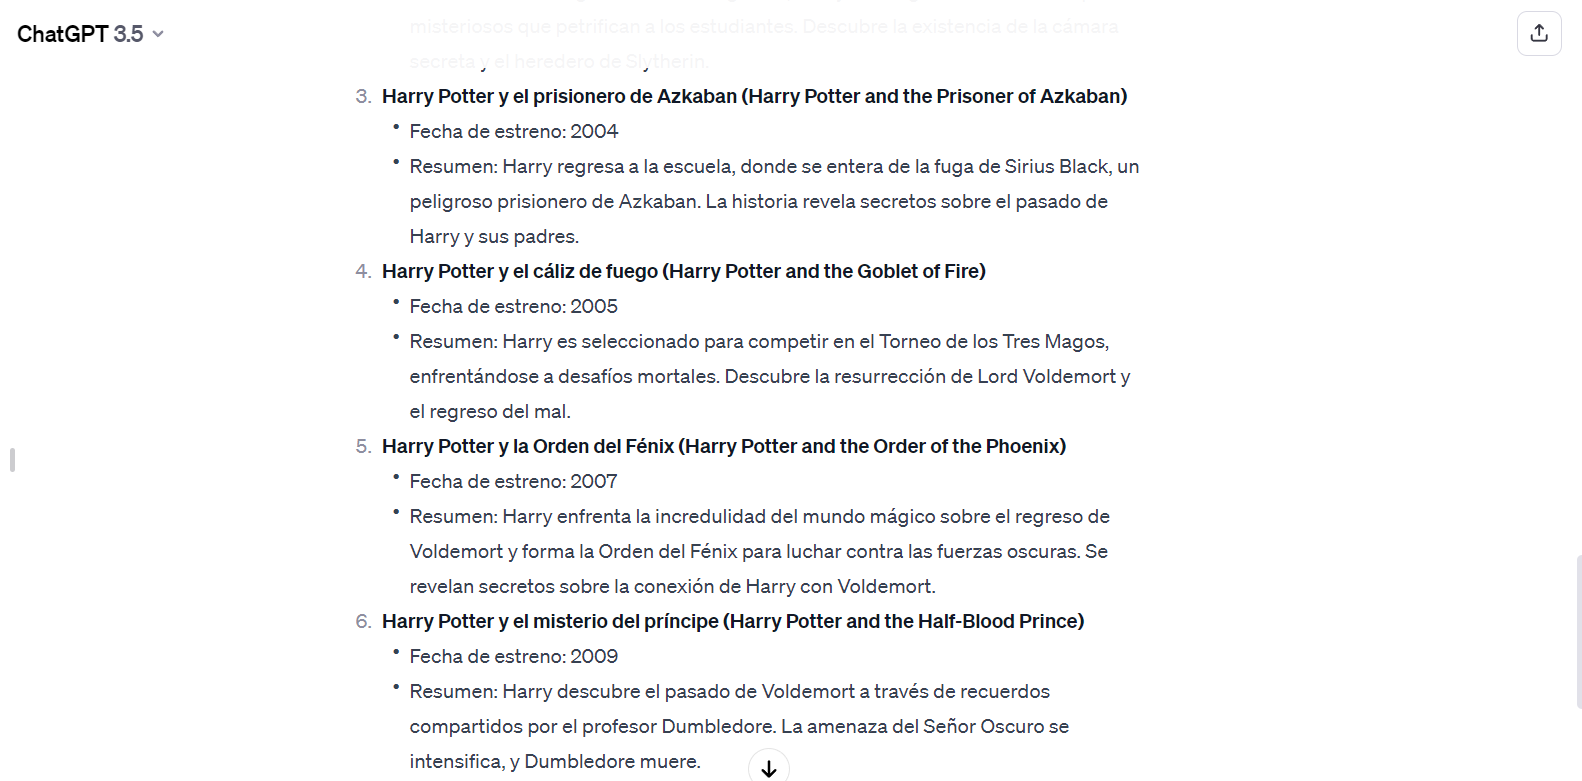 ChatGPT 3.5
misteriosos que petrifican a los estudiantes. Descubre la existencia de la cámara
secreta y el heredero de Slytherin.
3. Harry Potter y el prisionero de Azkaban (Harry Potter and the Prisoner of Azkaban)
• Fecha de estreno: 2004
• Resumen: Harry regresa a la escuela, donde se entera de la fuga de Sirius Black, un
peligroso prisionero de Azkaban. La historia revela secretos sobre el pasado de
Harry y sus padres.
4. Harry Potter y el cáliz de fuego (Harry Potter and the Goblet of Fire)
• Fecha de estreno: 2005
• Resumen: Harry es seleccionado para competir en el Torneo de los Tres Magos,
enfrentándose a desafíos mortales. Descubre la resurrección de Lord Voldemort y
el regreso del mal.
5. Harry Potter y la Orden del Fénix (Harry Potter and the Order of the Phoenix)
• Fecha de estreno: 2007
• Resumen: Harry enfrenta la incredulidad del mundo mágico sobre el regreso de
Voldemort y forma la Orden del Fénix para luchar contra las fuerzas oscuras. Se
revelan secretos sobre la conexión de Harry con Voldemort.
6. Harry Potter y el misterio del príncipe (Harry Potter and the Half-Blood Prince)
• Fecha de estreno: 2009
• Resumen: Harry descubre el pasado de Voldemort a través de recuerdos
compartidos por el profesor Dumbledore. La amenaza del Señor Oscuro se
intensifica, y Dumbledore muere.